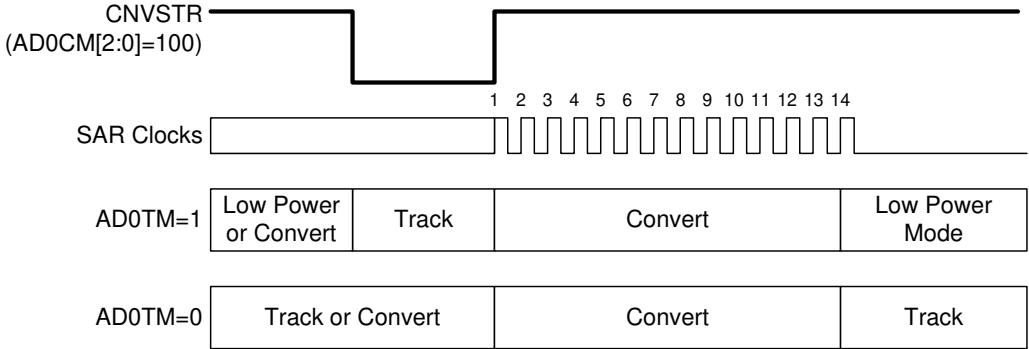 CNVSTR
(AD0CM[2:0]=100)
1 2 3 4 5 6 7 8 9 10 11 12 13 14
SAR Clocks
AD0TM=1
Low Power
or Convert
Track
Convert
Low Power
Mode
AD0TM=0
Track or Convert
Convert
Track